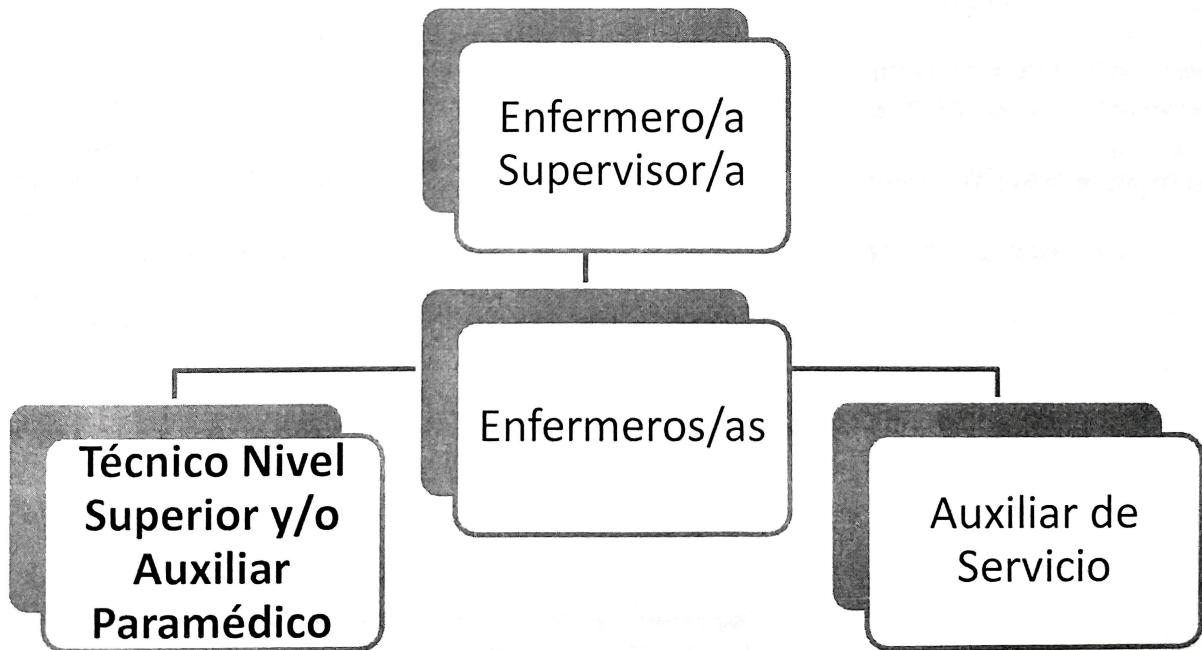 Enfermero/a
Supervisor/a
Enfermeros/as
Técnico Nivel
Superior y/o
Auxiliar
Paramédico
Auxiliar de
Servicio